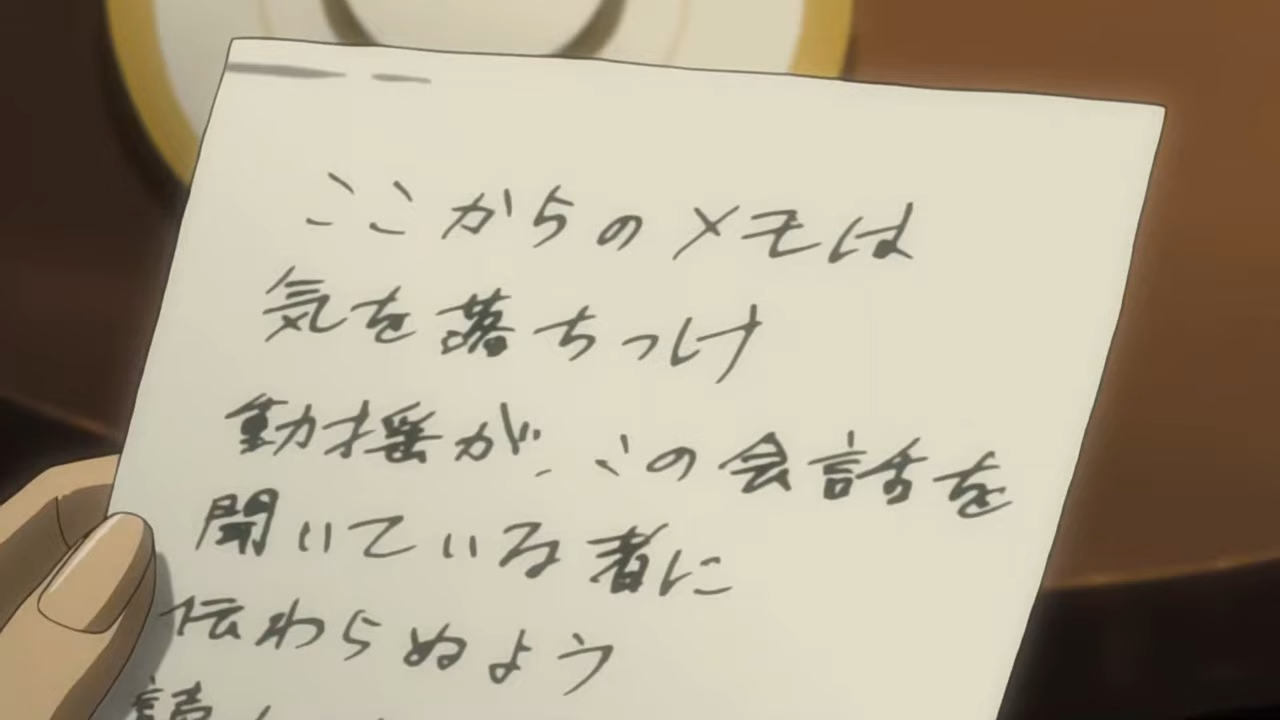 ここからのメモは
気を落ちつけ
動揺が、この会話を
聞いている者に
伝わらぬよう
読